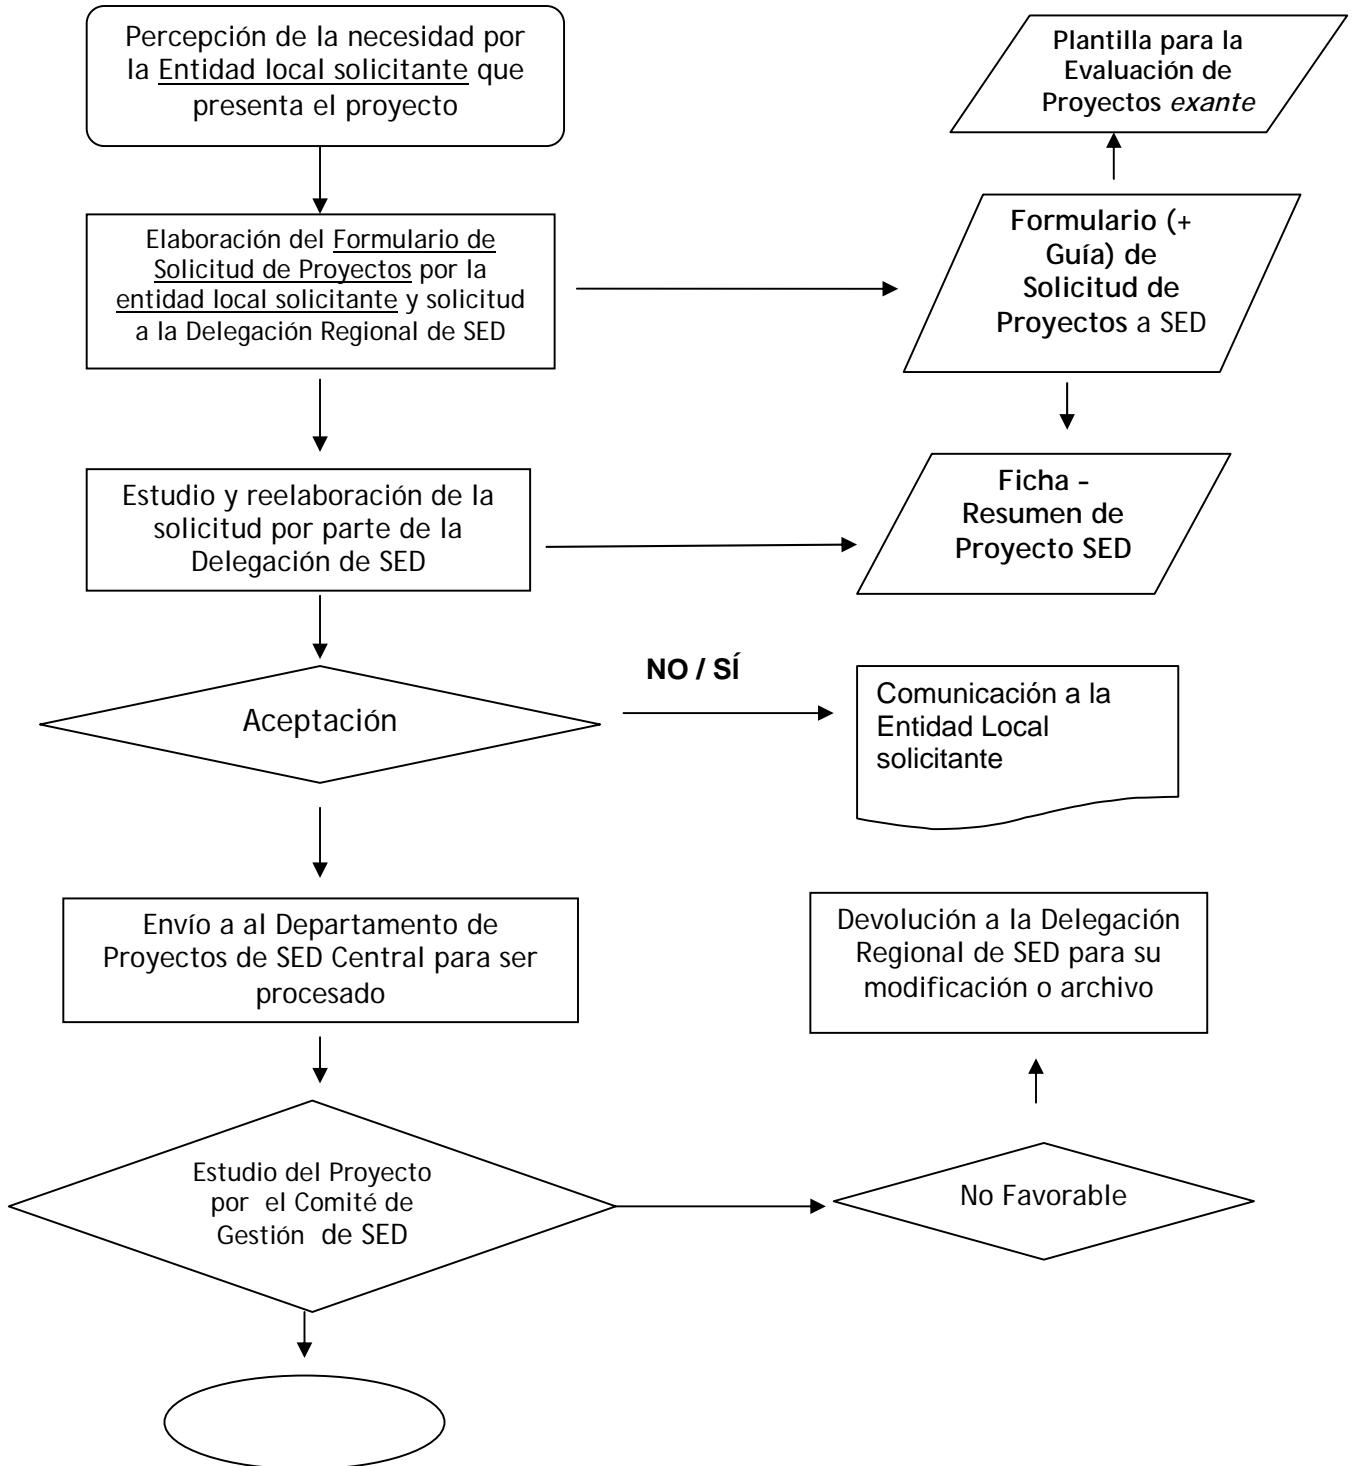 Percepción de la necesidad por
la Entidad local solicitante que
presenta el proyecto
Plantilla para la
Evaluación de
Proyectos exante
Elaboración del Formulario de
Solicitud de Proyectos por la
entidad local solicitante y solicitud
a la Delegación Regional de SED
Formulario (+
Guía) de
Solicitud de
Proyectos a SED
Estudio y reelaboración de la
solicitud por parte de la
Delegación de SED
Ficha -
Resumen de
Proyecto SED
Aceptación
NO / SÍ
Comunicación a la
Entidad Local
solicitante
Envío a al Departamento de
Proyectos de SED Central para ser
procesado
Devolución a la Delegación
Regional de SED para su
modificación o archivo
Estudio del Proyecto
por el Comité de
Gestión de SED
No Favorable